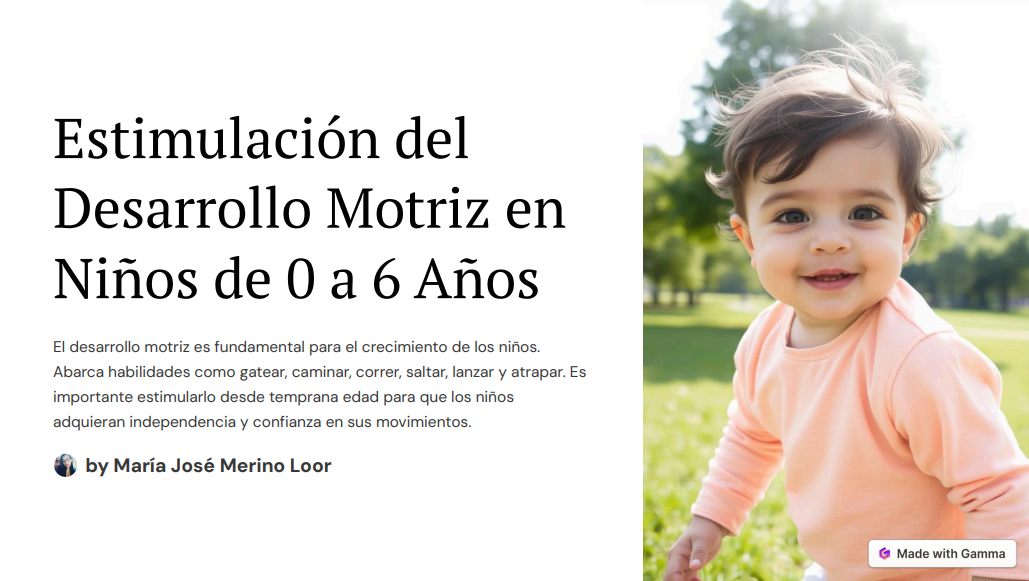 Estimulación del
Desarrollo Motriz en
Niños de 0 a 6 Años
El desarrollo motriz es fundamental para el crecimiento de los niños.
Abarca habilidades como gatear, caminar, correr, saltar, lanzar y atrapar. Es
importante estimularlo desde temprana edad para que los niños
adquieran independencia y confianza en sus movimientos.
by María José Merino Loor
Made with Gamma